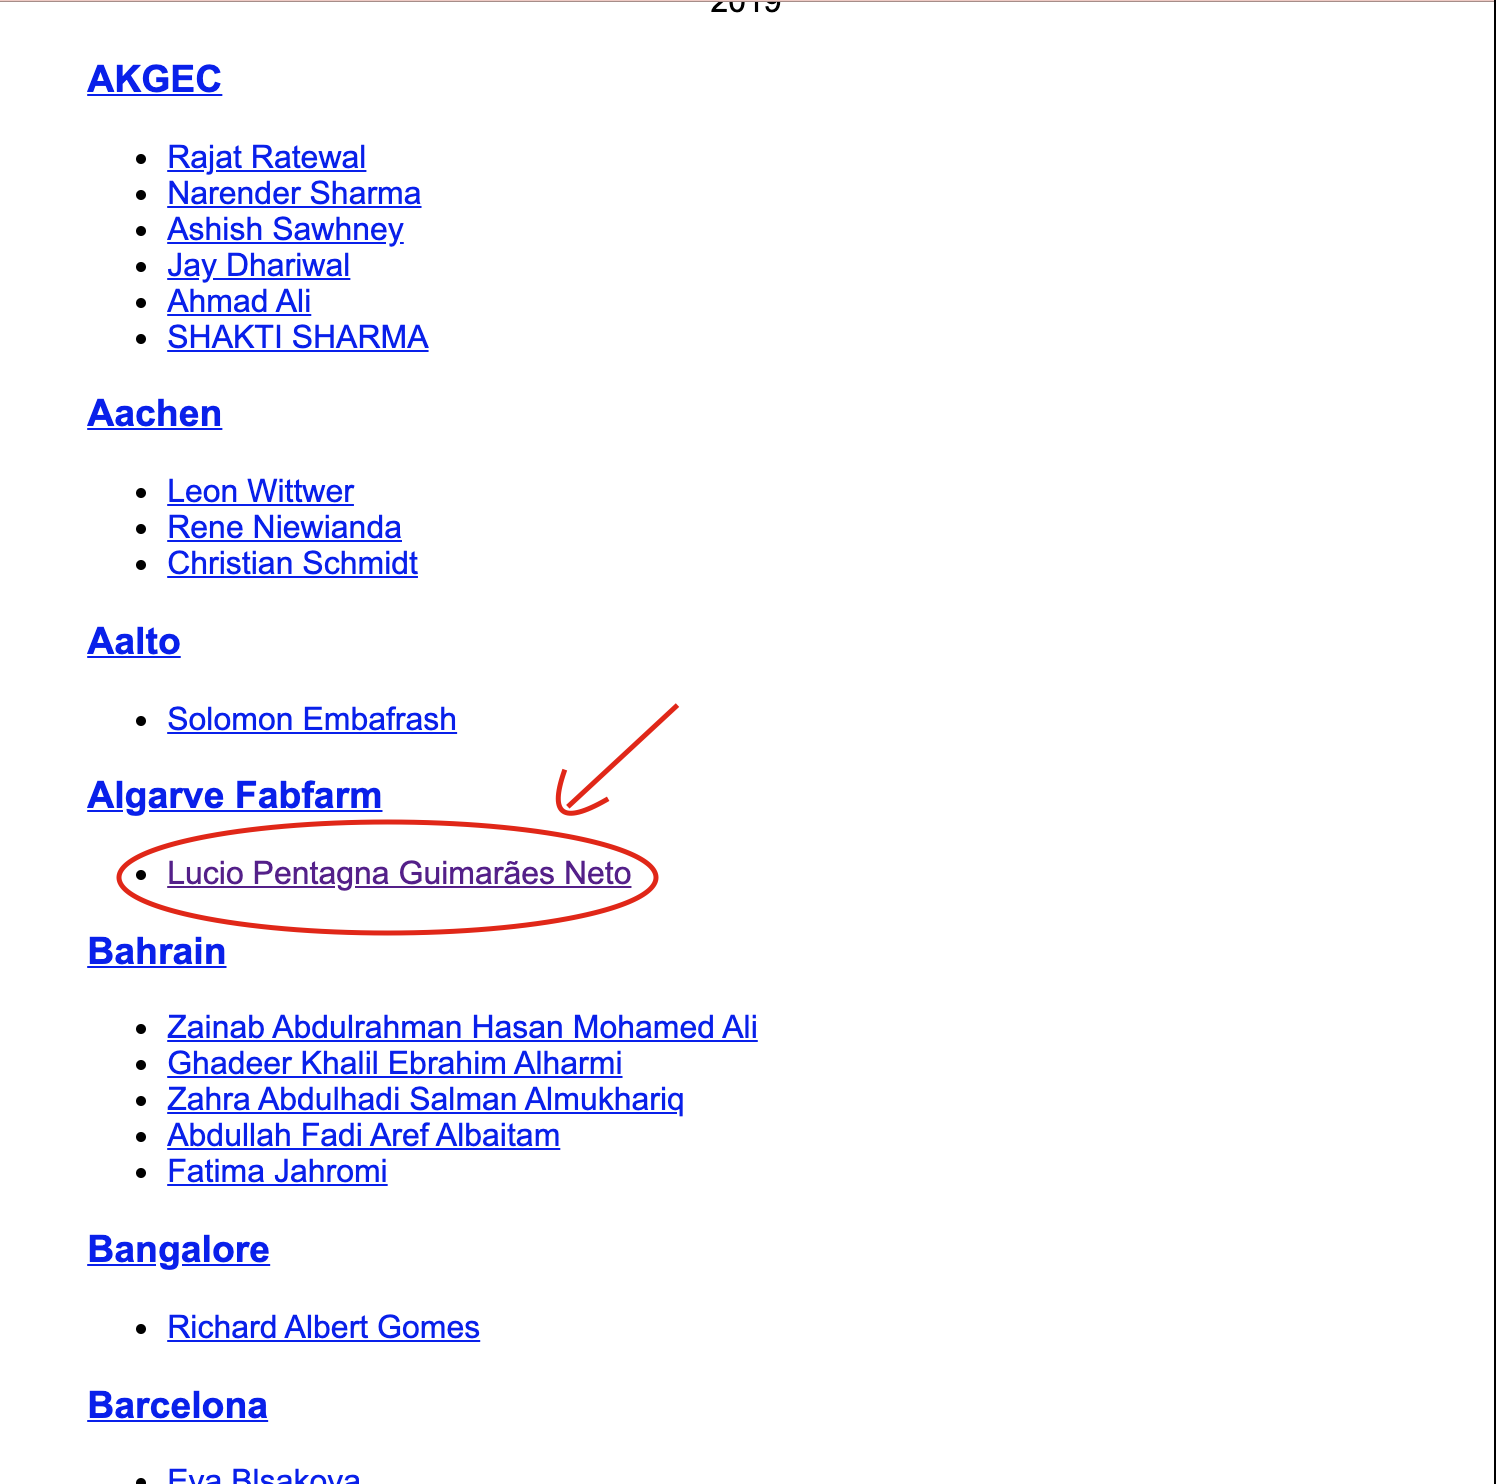 2019
AKGEC
Rajat Ratewal
Narender Sharma
Ashish Sawhney
Jay Dhariwal
Ahmad Ali
SHAKTI SHARMA
Aachen
Leon Wittwer
Rene Niewianda
Christian Schmidt
Aalto
Solomon Embafrash
Algarve Fabfarm
Lucio Pentagna Guimarães Neto
Bahrain
Zainab Abdulrahman Hasan Mohamed Ali
Ghadeer Khalil Ebrahim Alharmi
Zahra Abdulhadi Salman Almukhariq
Abdullah Fadi Aref Albaitam
Fatima Jahromi
Bangalore
Richard Albert Gomes
Barcelona
Eva Blsakova